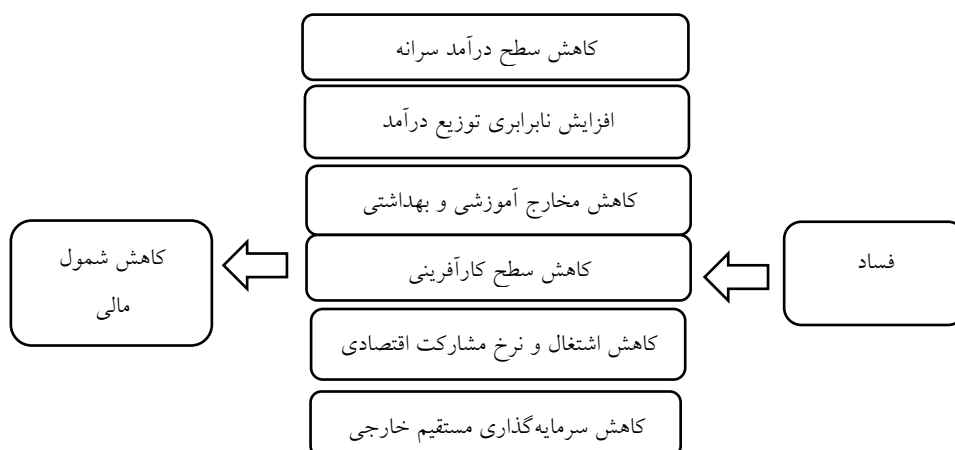 کاهش سطح درآمد سرانه
افزایش نابرابری توزیع درآمد
کاهش مخارج آموزشی و بهداشتی
فساد
کاهش سطح کارآفرینی
کاهش شمول
مالی
کاهش اشتغال و نرخ مشارکت اقتصادی
کاهش سرمایه‌گذاری مستقیم خارجی